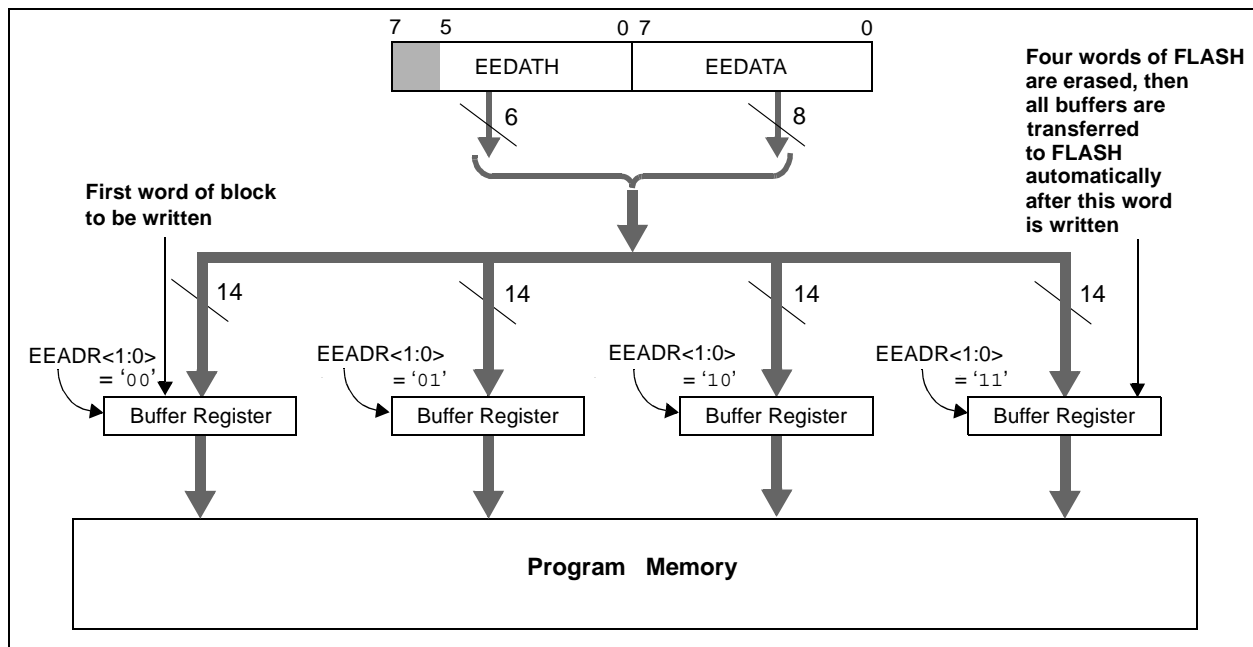 7 5 0 7 0
EEDATH EEDATA
6 8
Four words of FLASH
are erased, then
all buffers are
transferred
to FLASH
automatically
after this word
is written
First word of block
to be written
14 14 14 14
EEADR<1:0>
= ‘00’
EEADR<1:0>
= ‘01’
EEADR<1:0>
= ‘10’
EEADR<1:0>
= ‘11’
Buffer Register Buffer Register Buffer Register Buffer Register
Program Memory